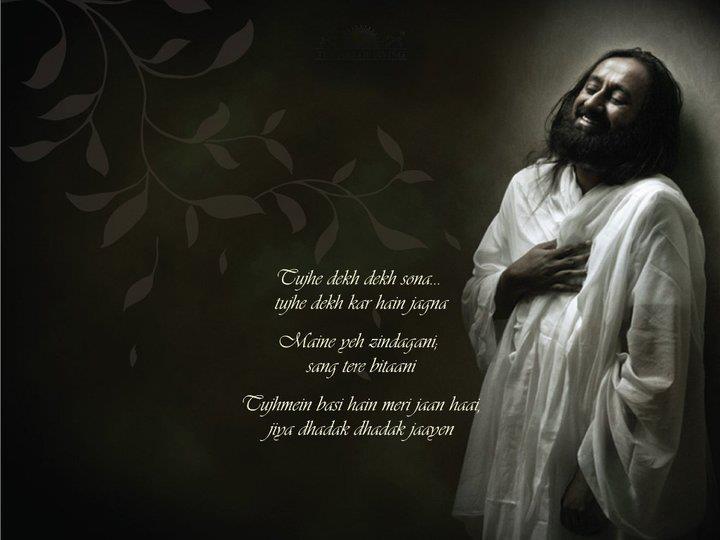 Tujhe dekh dekh sona...
tujhe dekh kar hain jagna
Maine yeh zindagani,
sang tere bitaani
Tujhmein basi hain meri jaan haai,
jiya dhadak dhadak jaayen